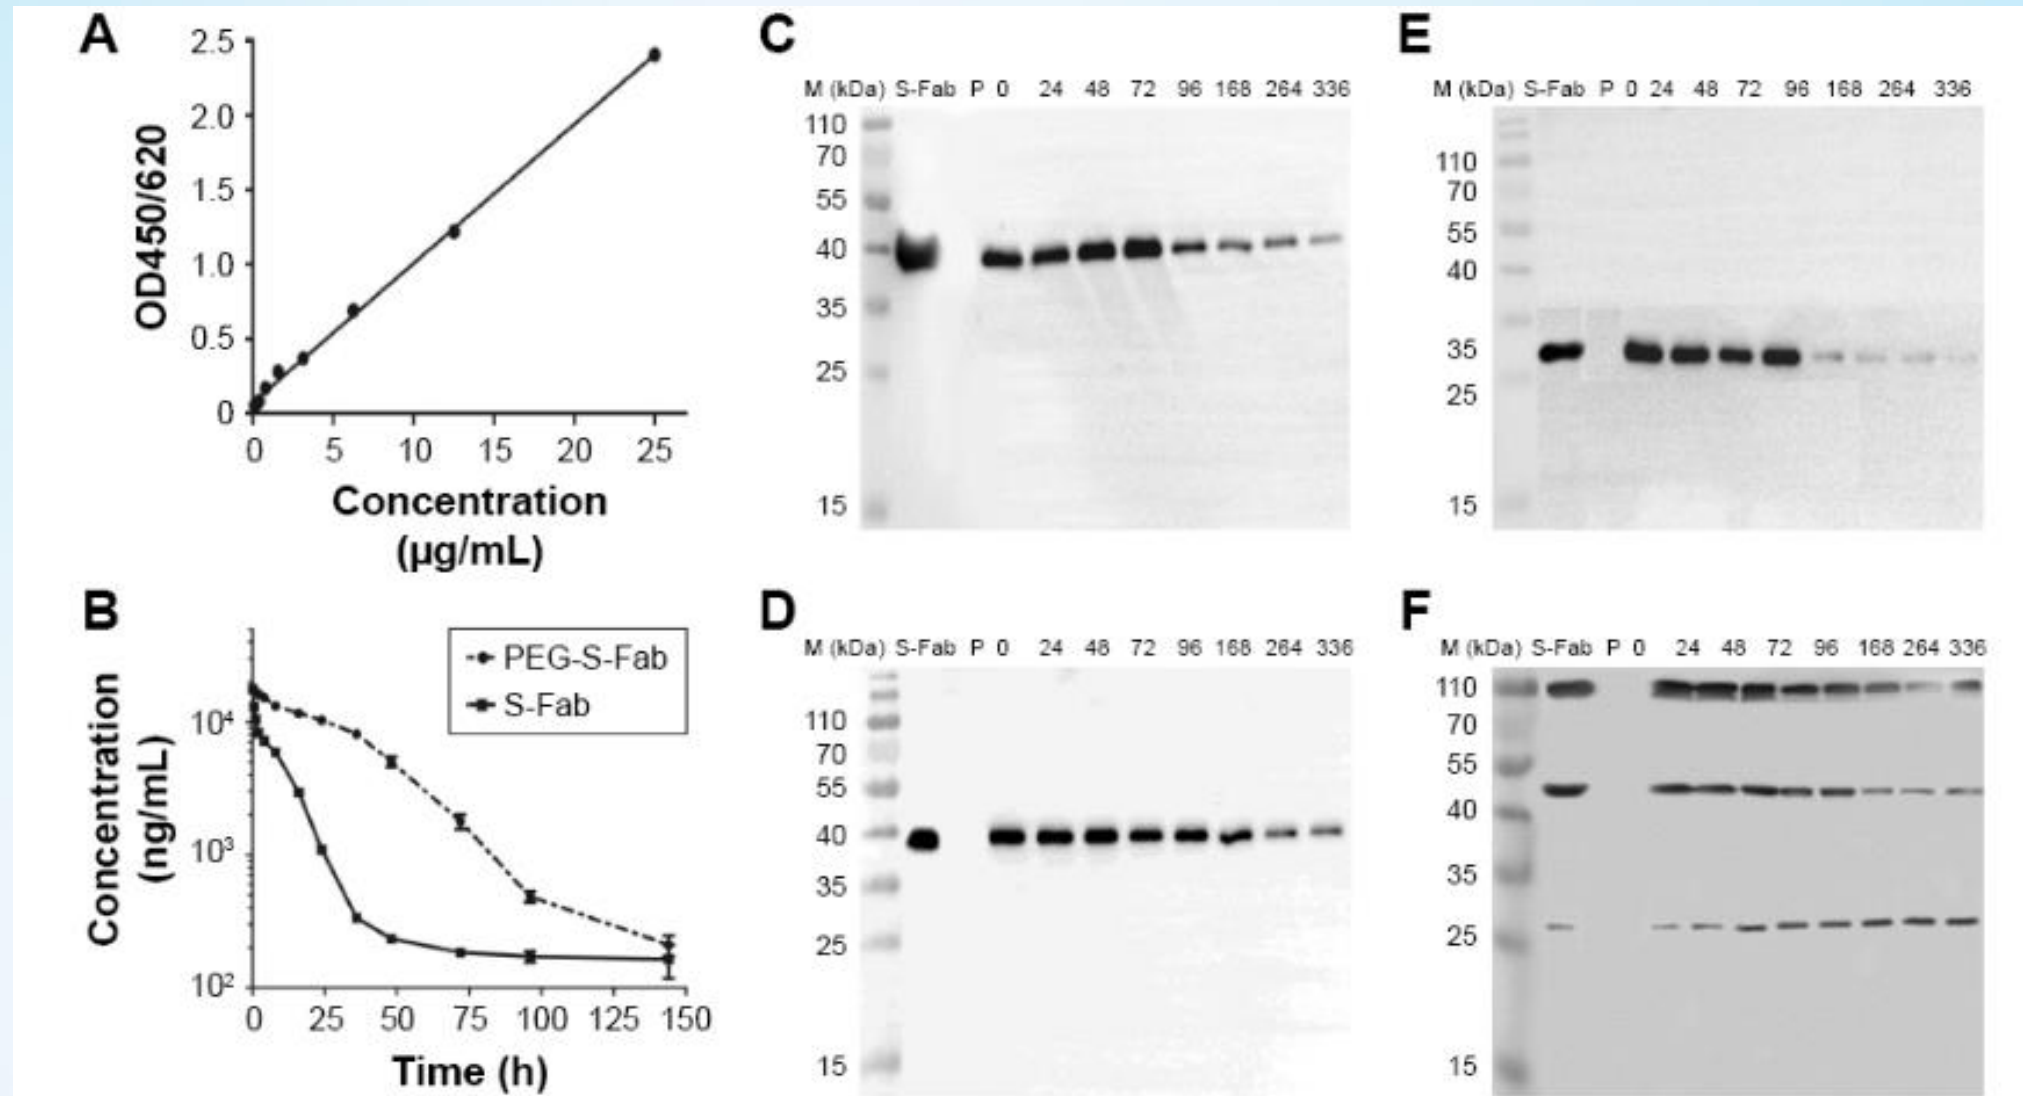 A
2.5
2.0
1.5
1.0
0.5
0
OD450/620
0 5 10 15 20 25
Concentration
(µg/mL)
B
PEG-S-Fab
S-Fab
10⁴
10³
10²
Concentration
(ng/mL)
0 25 50 75 100 125 150
Time (h)
C
M (kDa) S-Fab P 0 24 48 72 96 168 264 336
110
70
55
40
35
25
15
D
M (kDa) S-Fab P 0 24 48 72 96 168 264 336
110
70
55
40
35
25
15
E
M (kDa) S-Fab P 0 24 48 72 96 168 264 336
110
70
55
40
35
25
15
F
M (kDa) S-Fab P 0 24 48 72 96 168 264 336
110
70
55
40
35
25
15